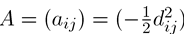 A = (a_{ij}) = (-\frac{1}{2}d_{ij}^2)